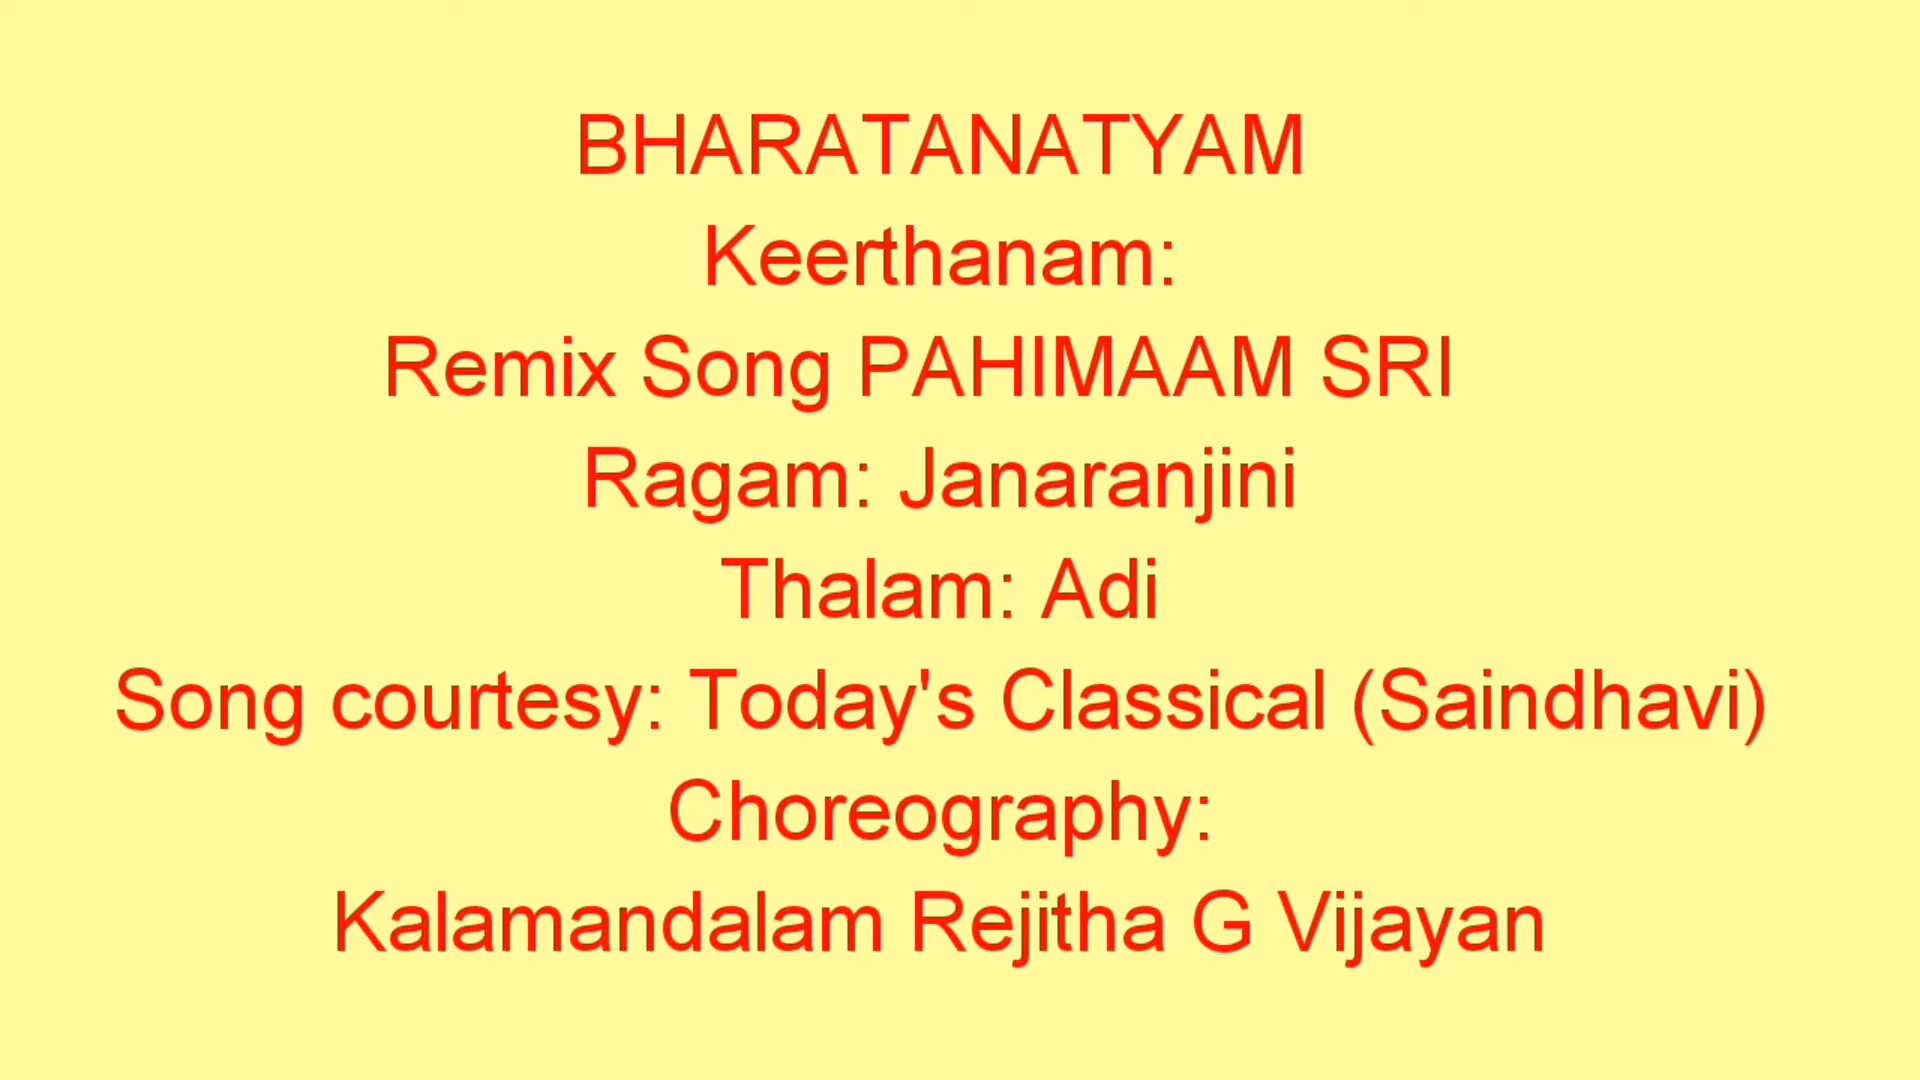 BHARATANATYAM
Keerthanam:
Remix Song PAHIMAAM SRI
Ragam: Janaranjini
Thalam: Adi
Song courtesy: Today's Classical (Saindhavi)
Choreography:
Kalamandalam Rejitha G Vijayan